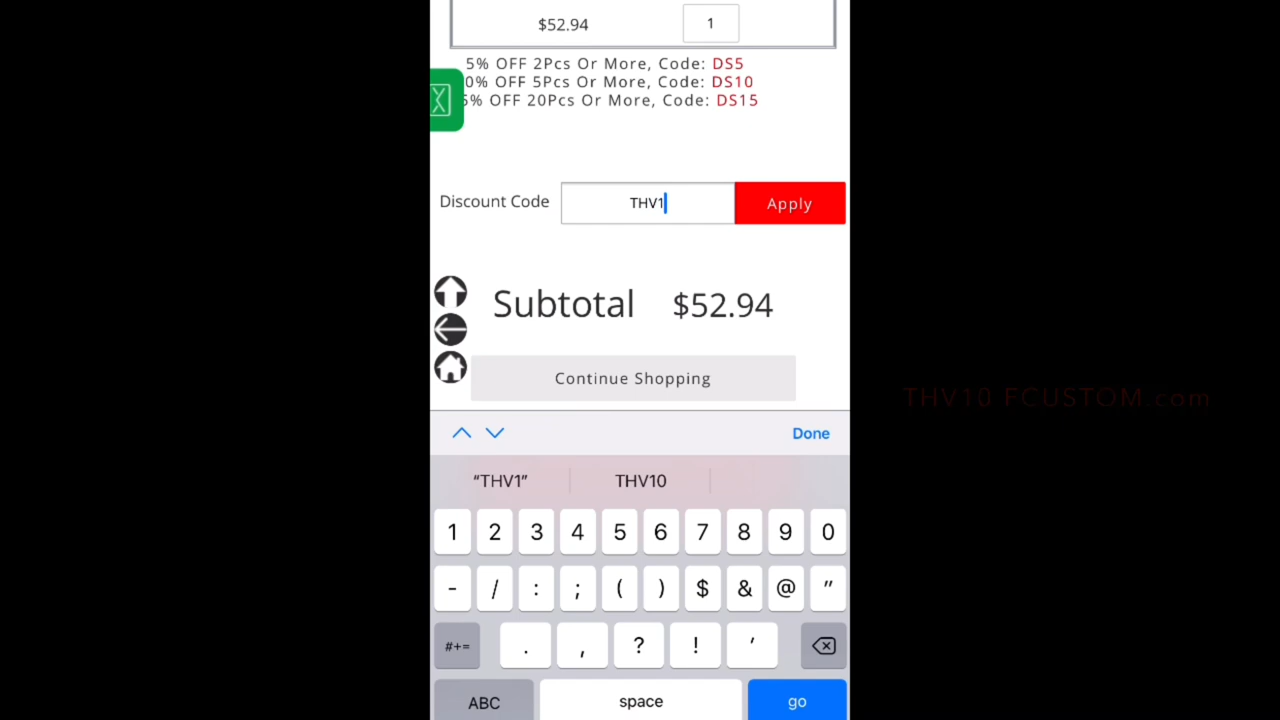 $52.94 1
5% OFF 2Pcs Or More, Code: DS5
0% OFF 5Pcs Or More, Code: DS10
5% OFF 20Pcs Or More, Code: DS15
Discount Code THV1 Apply
Subtotal $52.94
Continue Shopping
THV10 FCUSTOM.com
Done
“THV1” THV10
1 2 3 4 5 6 7 8 9 0
- / : ; ( ) $ & @ "
#+= . , ? ! '
ABC space go